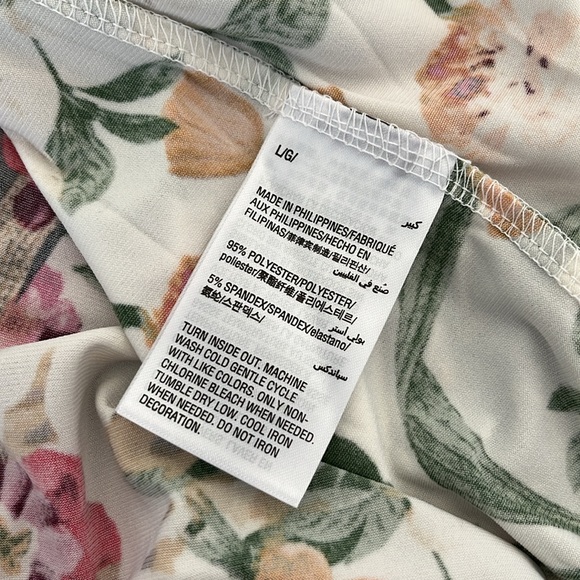 L/G/
كبير
MADE IN PHILIPPINES/FABRIQUÉ
AUX PHILIPPINES/HECHO EN
FILIPINAS/菲律宾制造/필리핀산/
صنع في الفلبين
95% POLYESTER/POLYESTER/
poliester/聚酯纤维/폴리에스테르/
بولي أستر
5% SPANDEX/SPANDEX/elastano/
氨纶/스판덱스/
سباندكس
TURN INSIDE OUT. MACHINE
WASH COLD GENTLE CYCLE
WITH LIKE COLORS. ONLY NON-
CHLORINE BLEACH WHEN NEEDED.
TUMBLE DRY LOW. COOL IRON
WHEN NEEDED. DO NOT IRON
DECORATION.